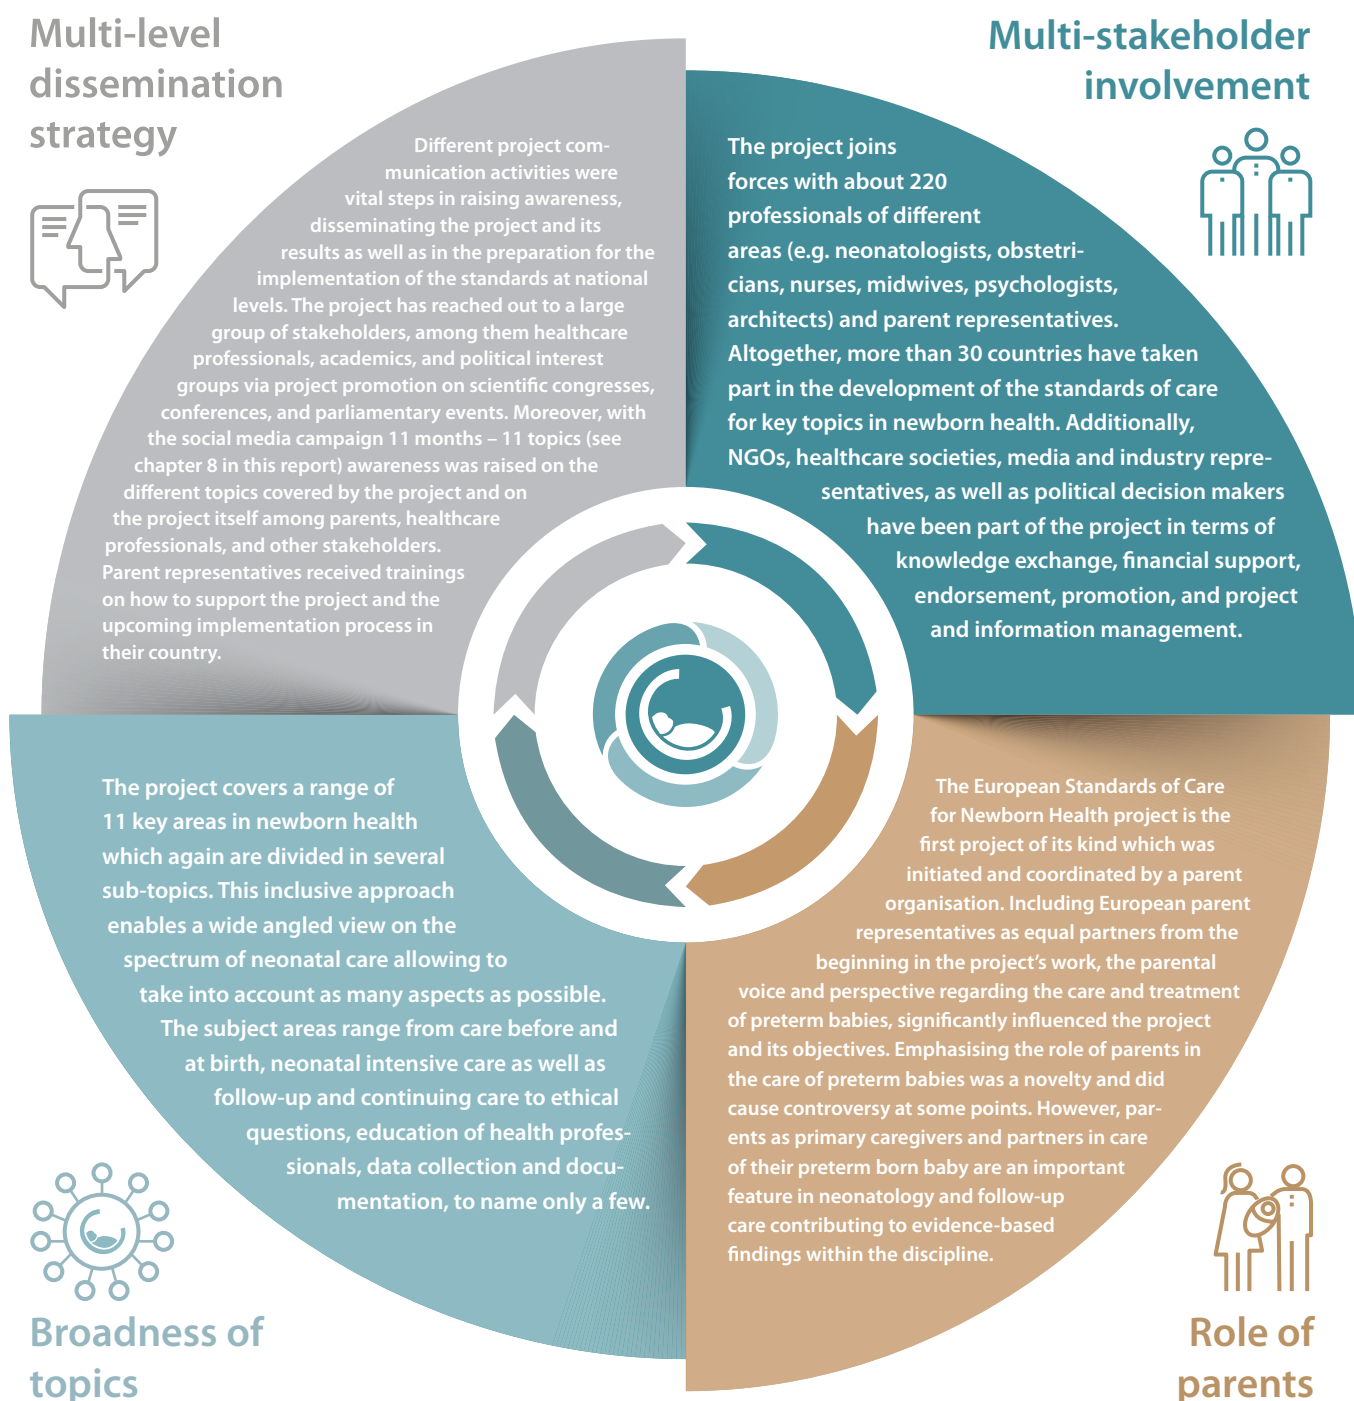 Multi-level
dissemination
strategy
Different project com-
munication activities were
vital steps in raising awareness,
disseminating the project and its
results as well as in the preparation for the
implementation of the standards at national
levels. The project has reached out to a large
group of stakeholders, among them healthcare
professionals, academics, and political interest
groups via project promotion on scientific congresses,
conferences, and parliamentary events. Moreover, with
the social media campaign 11 months – 11 topics (see
chapter 8 in this report) awareness was raised on the
different topics covered by the project and on
the project itself among parents, healthcare
professionals, and other stakeholders.
Parent representatives received trainings
on how to support the project and the
upcoming implementation process in
their country.
Multi-stakeholder
involvement
The project joins
forces with about 220
professionals of different
areas (e.g. neonatologists, obstetri-
cians, nurses, midwives, psychologists,
architects) and parent representatives.
Altogether, more than 30 countries have taken
part in the development of the standards of care
for key topics in newborn health. Additionally,
NGOs, healthcare societies, media and industry repre-
sentatives, as well as political decision makers
have been part of the project in terms of
knowledge exchange, financial support,
endorsement, promotion, and project
and information management.
The project covers a range of
11 key areas in newborn health
which again are divided in several
sub-topics. This inclusive approach
enables a wide angled view on the
spectrum of neonatal care allowing to
take into account as many aspects as possible.
The subject areas range from care before and
at birth, neonatal intensive care as well as
follow-up and continuing care to ethical
questions, education of health profes-
sionals, data collection and docu-
mentation, to name only a few.
Broadness of
topics
The European Standards of Care
for Newborn Health project is the
first project of its kind which was
initiated and coordinated by a parent
organisation. Including European parent
representatives as equal partners from the
beginning in the project's work, the parental
voice and perspective regarding the care and treatment
of preterm babies, significantly influenced the project
and its objectives. Emphasising the role of parents in
the care of preterm babies was a novelty and did
cause controversy at some points. However, par-
ents as primary caregivers and partners in care
of their preterm born baby are an important
feature in neonatology and follow-up
care contributing to evidence-based
findings within the discipline.
Role of
parents